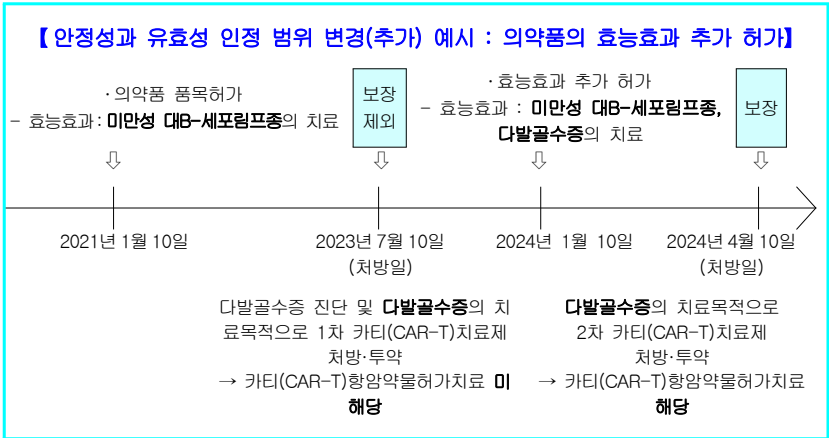 【안정성과 유효성 인정 범위 변경(추가) 예시 : 의약품의 효능효과 추가 허가】
·의약품 품목허가
- 효능효과: 미만성 대B-세포림프종의 치료
보장
제외
·효능효과 추가 허가
- 효능효과 : 미만성 대B-세포림프종,
다발골수증의 치료
보장
⇩ ⇩ ⇩ ⇩
2021년 1월 10일
2023년 7월 10일
(처방일)
2024년 1월 10일
2024년 4월 10일
(처방일)
다발골수증 진단 및 다발골수증의 치
료목적으로 1차 카티(CAR-T)치료제
처방·투약
→ 카티(CAR-T)항암약물허가치료 미
해당
다발골수증의 치료목적으로
2차 카티(CAR-T)치료제
처방·투약
→ 카티(CAR-T)항암약물허가치료
해당